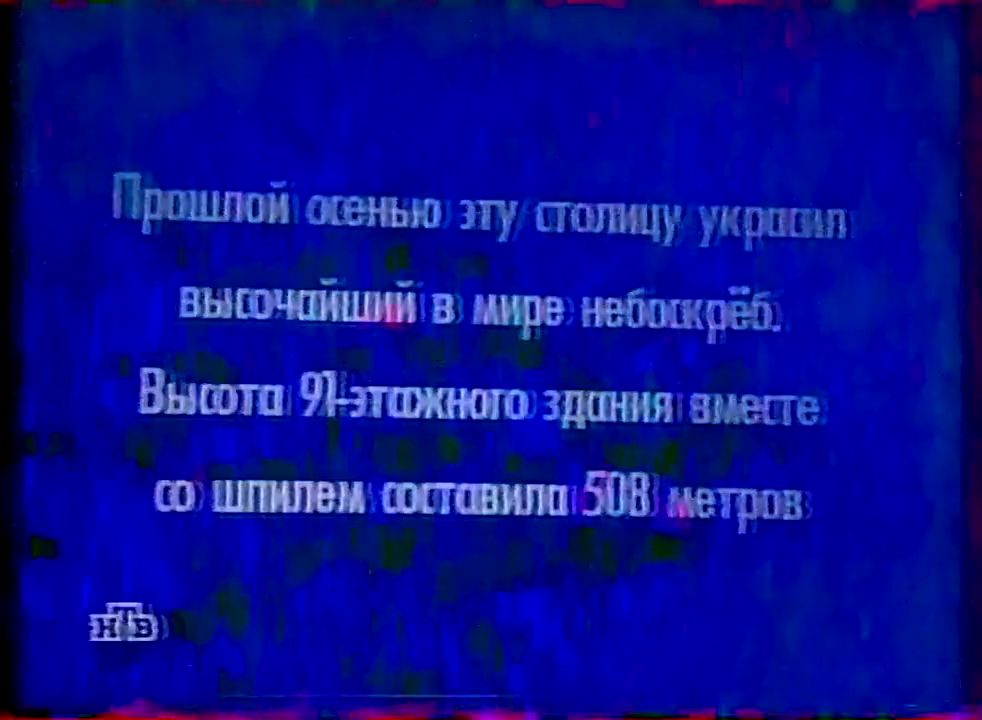 Прошлой осенью эту столицу украсил
высочайший в мире небоскрёб.
Высота 91-этажного здания вместе
со шпилем составила 508 метров
НТВ